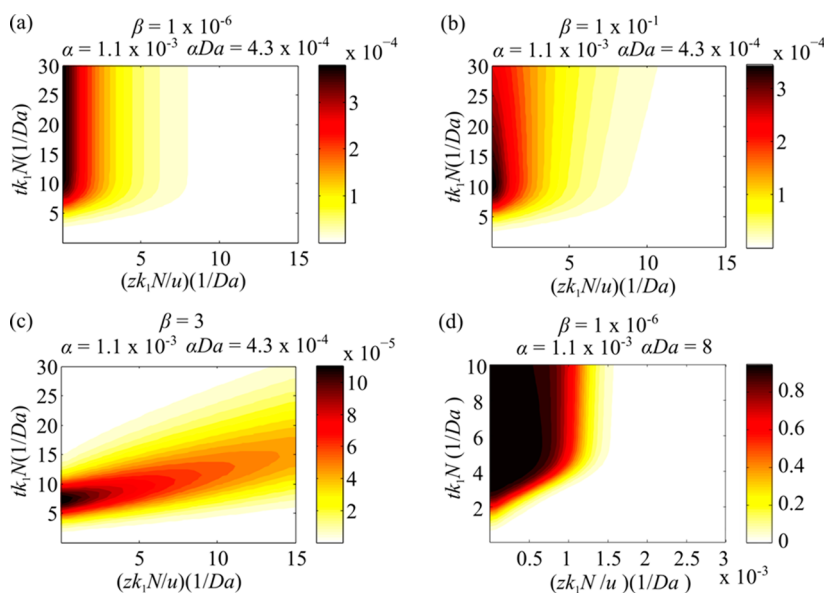 (a)
β = 1 x 10⁻⁶
α = 1.1 x 10⁻³ αDa = 4.3 x 10⁻⁴
x 10⁻⁴
30
25
20
15
10
5
tk₁N(1/Da)
5 10 15
(zk₁N/u)(1/Da)
3
2
1
(b)
β = 1 x 10⁻¹
α = 1.1 x 10⁻³ αDa = 4.3 x 10⁻⁴
x 10⁻⁴
30
25
20
15
10
5
tk₁N(1/Da)
5 10 15
(zk₁N/u)(1/Da)
3
2
1
(c)
β = 3
α = 1.1 x 10⁻³ αDa = 4.3 x 10⁻⁴
x 10⁻⁵
30
25
20
15
10
5
tk₁N(1/Da)
5 10 15
(zk₁N/u)(1/Da)
10
8
6
4
2
(d)
β = 1 x 10⁻⁶
α = 1.1 x 10⁻³ αDa = 8
10
8
6
4
2
tk₁N (1/Da )
0.5 1 1.5 2 2.5 3
x 10⁻³
(zk₁N /u )(1/Da )
0.8
0.6
0.4
0.2
0